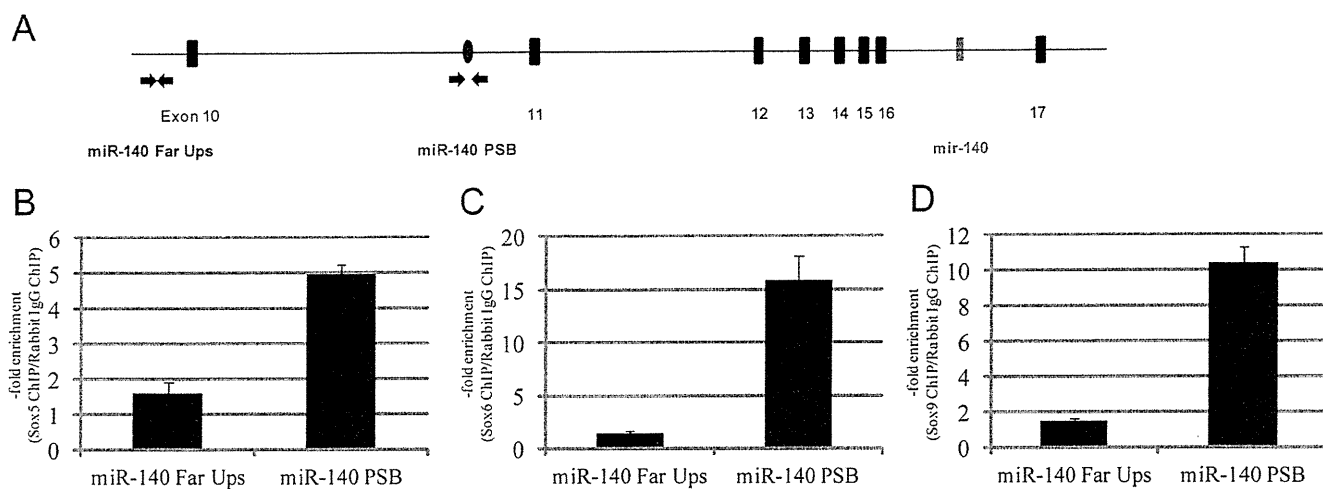 A
Exon 10
11
12
13
14
15
16
17
miR-140 Far Ups
miR-140 PSB
mir-140
B
-fold enrichment
(Sox5 ChIP/Rabbit IgG ChIP)
6
5
4
3
2
1
0
miR-140 Far Ups
miR-140 PSB
C
-fold enrichment
(Sox6 ChIP/Rabbit IgG ChIP)
20
15
10
5
0
miR-140 Far Ups
miR-140 PSB
D
-fold enrichment
(Sox9 ChIP/Rabbit IgG ChIP)
12
10
8
6
4
2
0
miR-140 Far Ups
miR-140 PSB